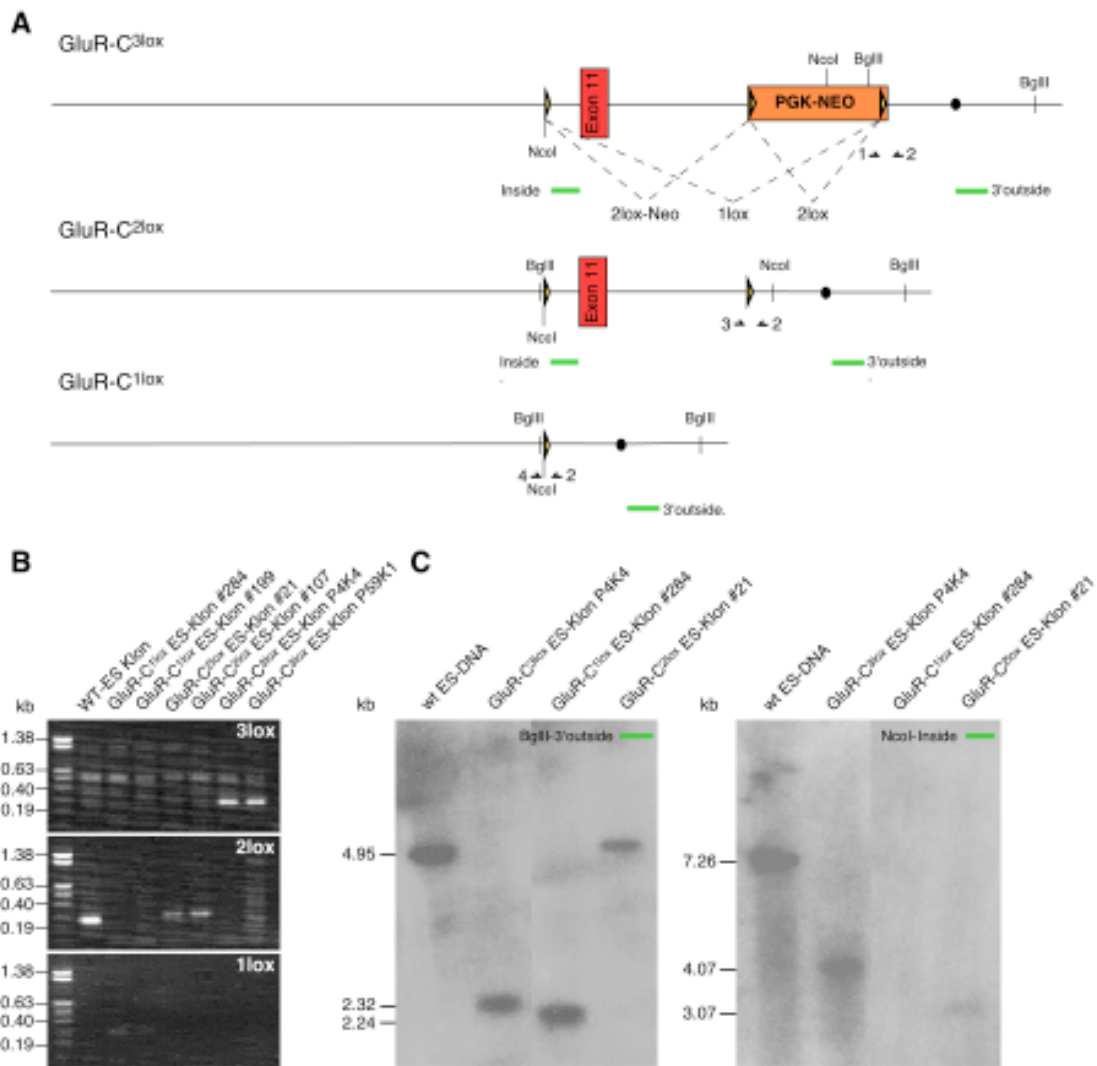 A
GluR-C3lox
NcoI BglII
BglII
Exon 11
PGK-NEO
NcoI
1 2
Inside
3'outside
2lox-Neo 1lox 2lox
GluR-C2lox
BglII NcoI BglII
Exon 11
NcoI
3 2
Inside
3'outside
GluR-C1lox
BglII BglII
4 2
NcoI
3'outside.
B
kb
WT-ES Klon
GluR-C1lox ES-Klon #284
GluR-C1lox ES-Klon #199
GluR-C2lox ES-Klon #21
GluR-C2lox ES-Klon #107
GluR-C3lox ES-Klon P4K4
GluR-C3lox ES-Klon P59K1
3lox
1.38
0.63
0.40
0.19
2lox
1.38
0.63
0.40
0.19
1lox
1.38
0.63
0.40
0.19
C
kb
wt ES-DNA
GluR-C3lox ES-Klon P4K4
GluR-C1lox ES-Klon #284
GluR-C2lox ES-Klon #21
BglII-3'outside
4.95
2.32
2.24
kb
wt ES-DNA
GluR-C3lox ES-Klon P4K4
GluR-C1lox ES-Klon #284
GluR-C2lox ES-Klon #21
NcoI-Inside
7.26
4.07
3.07